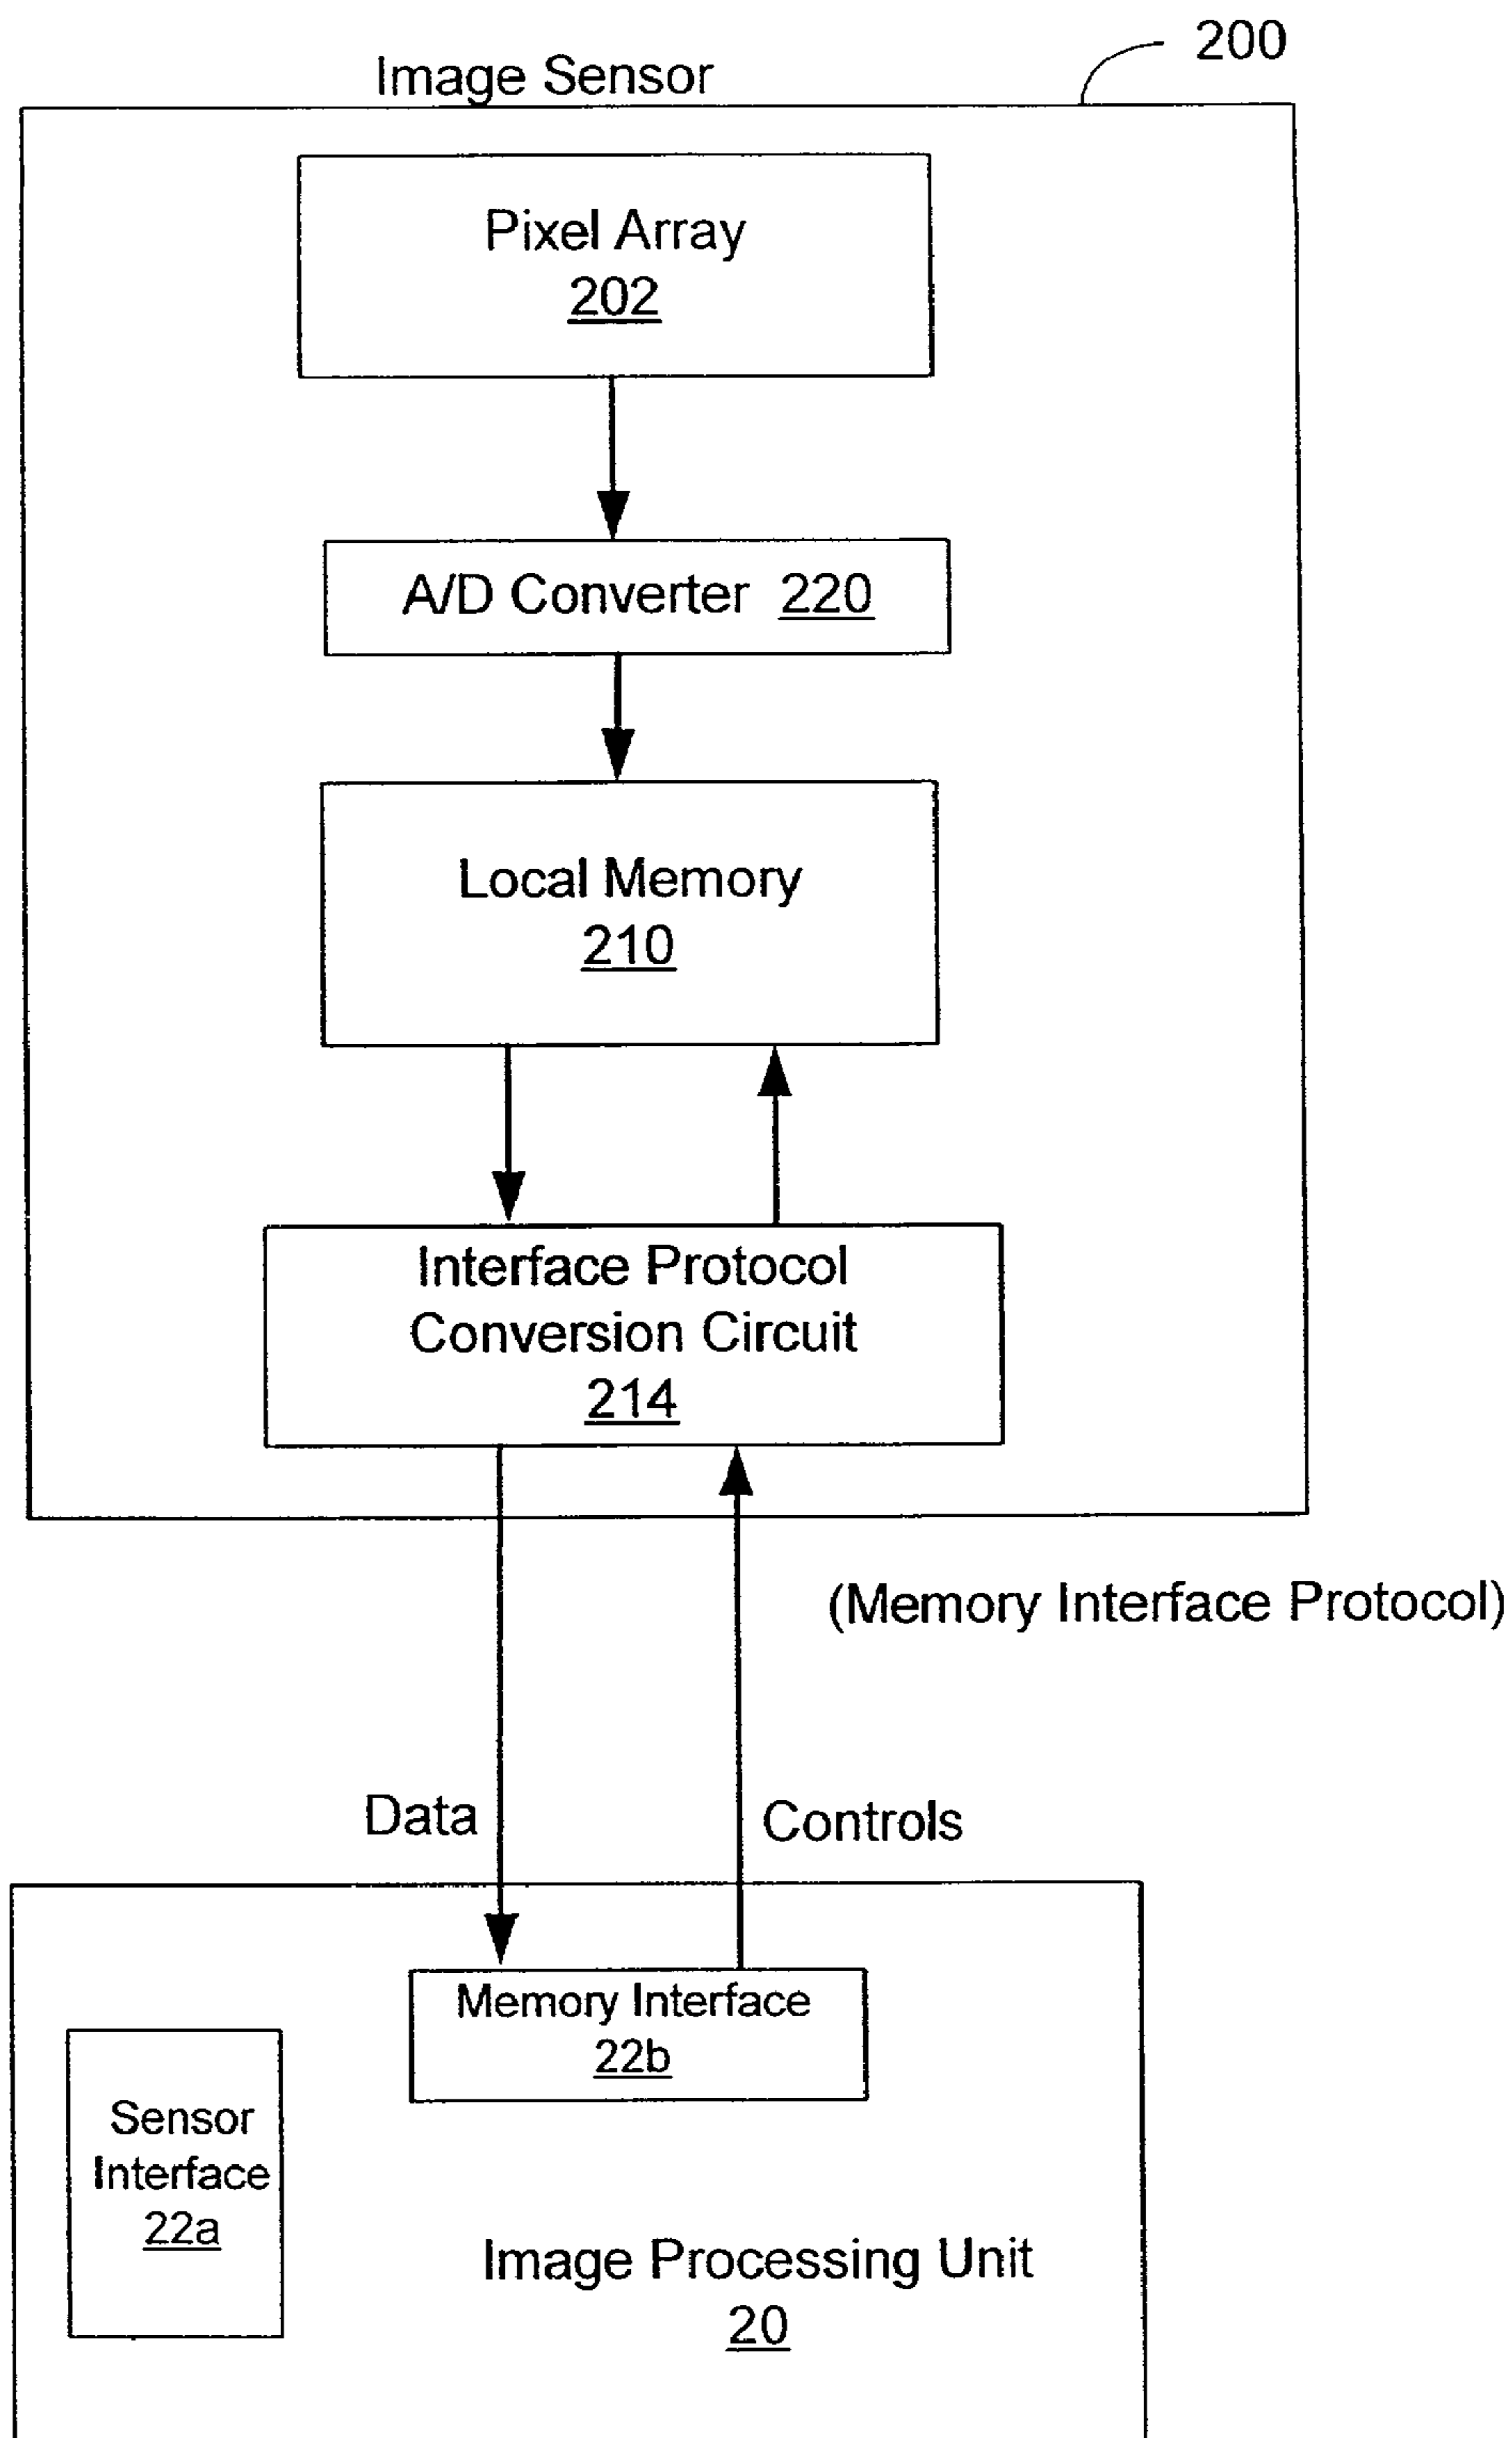 200
Image Sensor
Pixel Array
202
A/D Converter 220
Local Memory
210
Interface Protocol
Conversion Circuit
214
(Memory Interface Protocol)
Data
Controls
Memory Interface
22b
Sensor
Interface
22a
Image Processing Unit
20